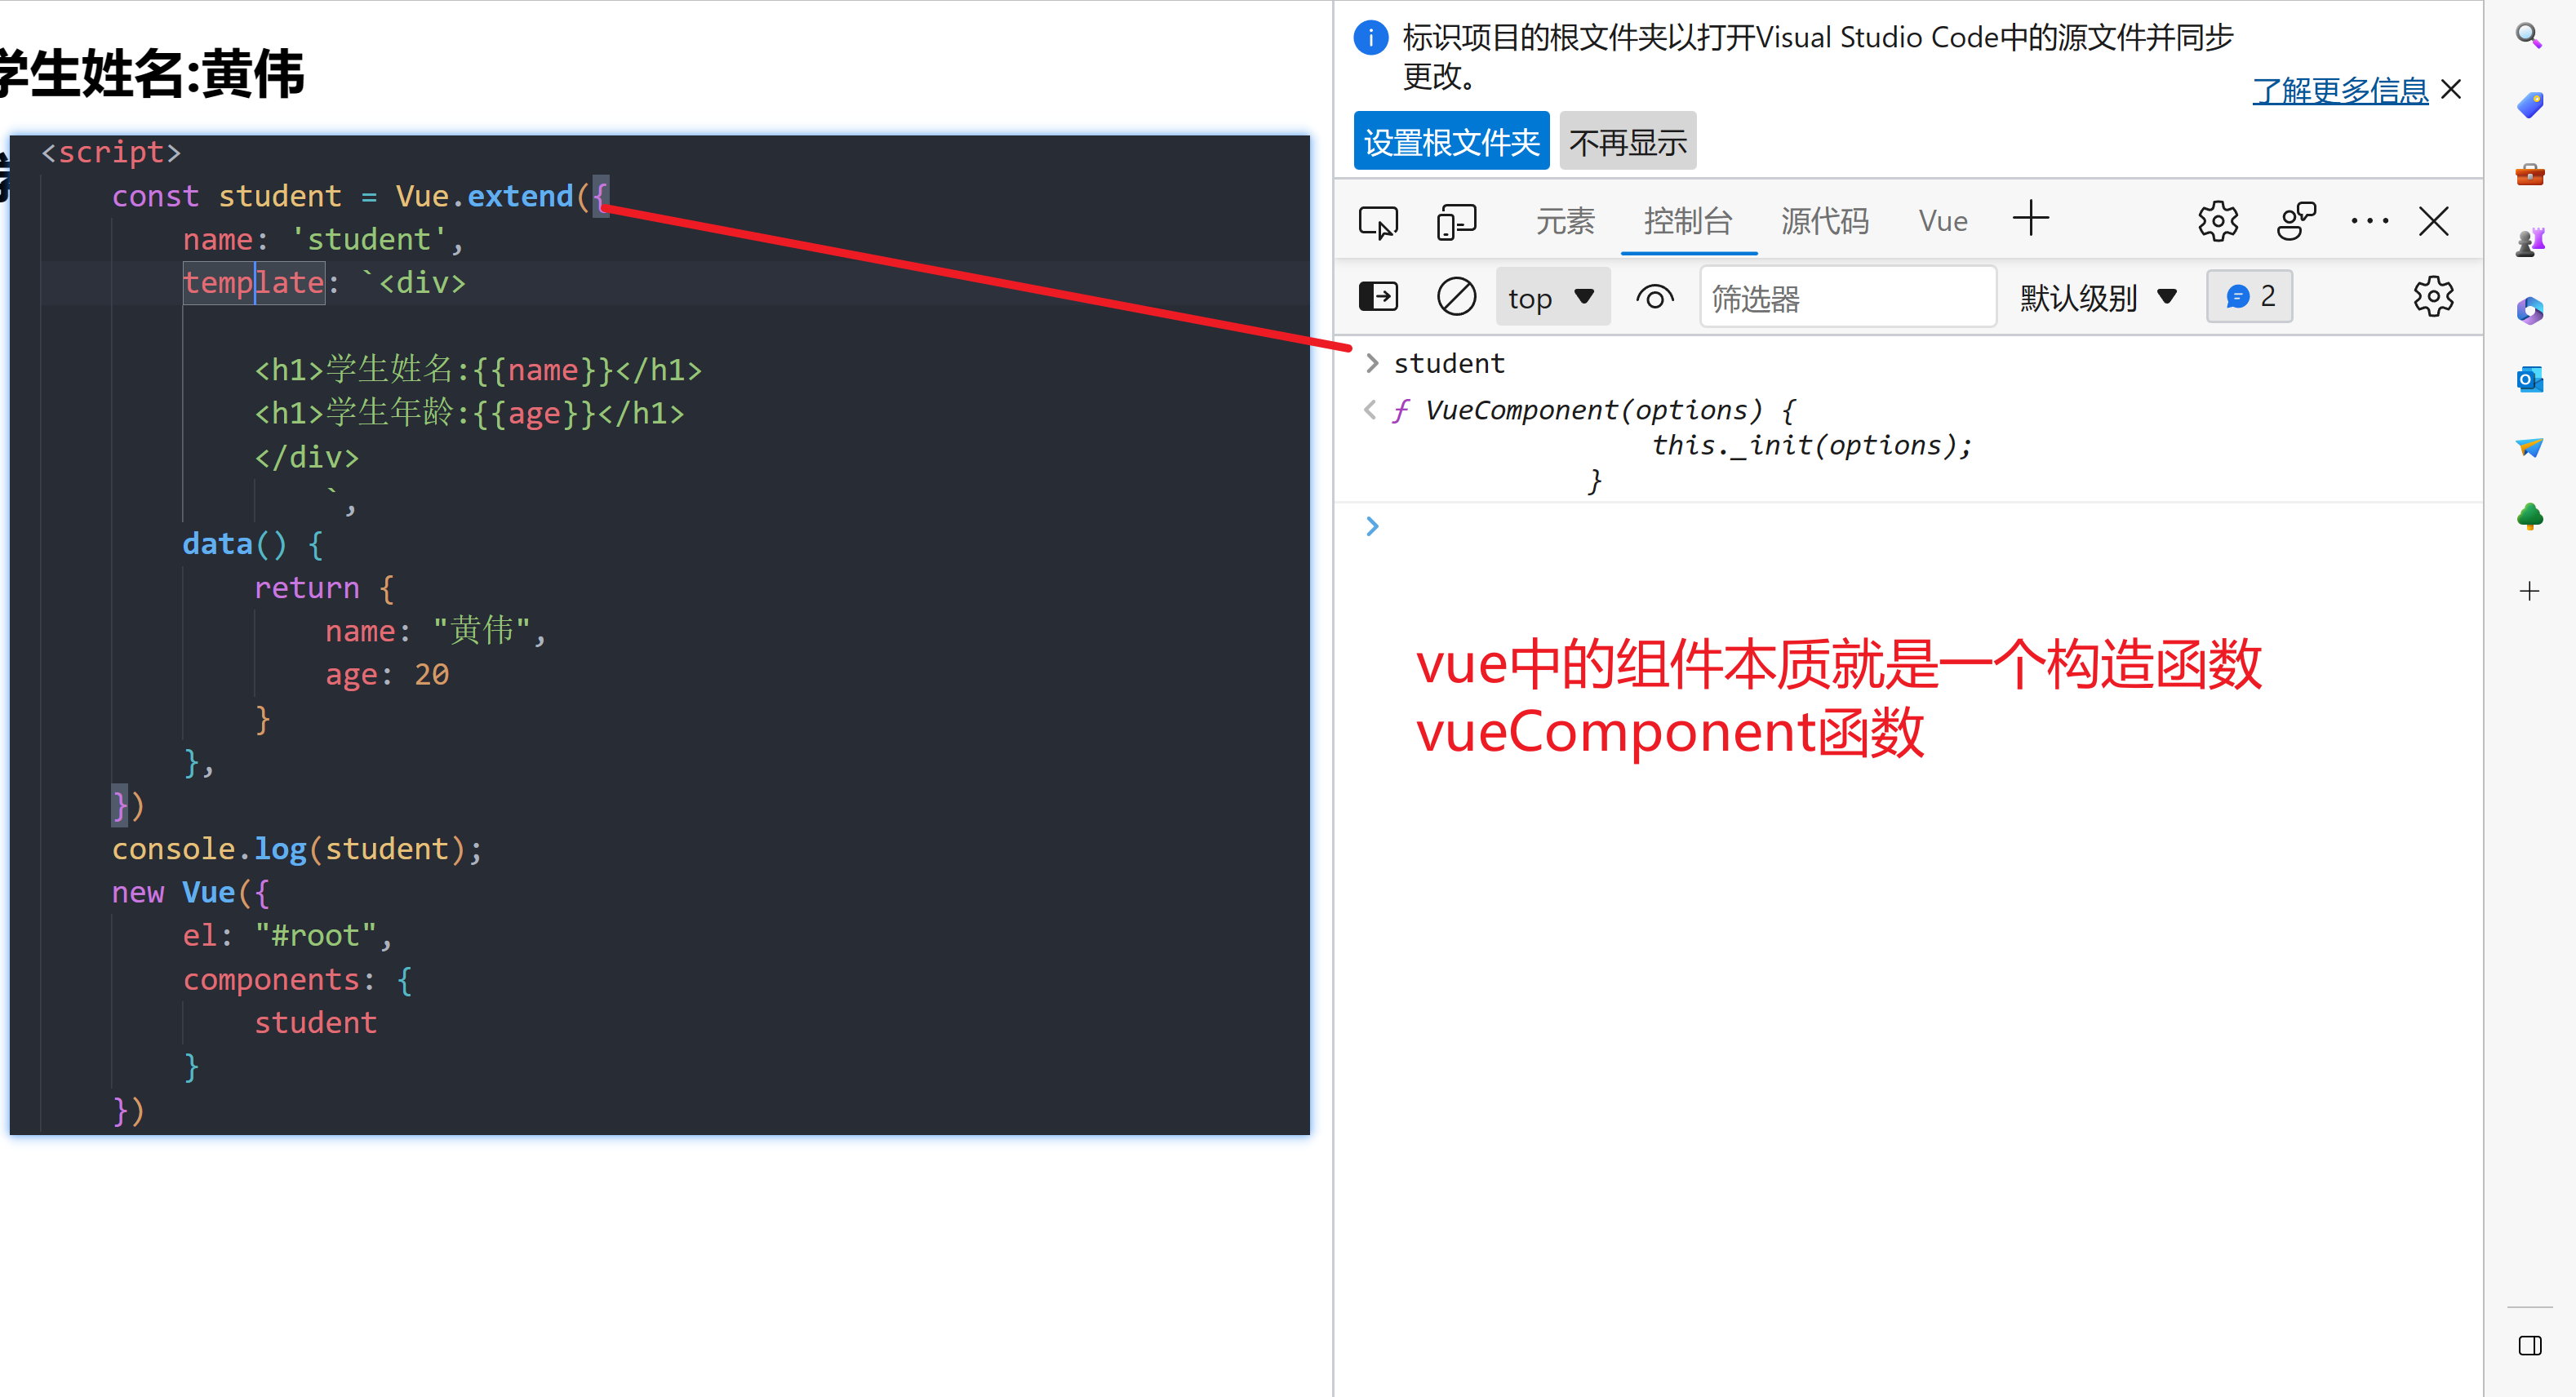 学生姓名:黄伟
<script>
const student = Vue.extend({
name: 'student',
template: `<div>
<h1>学生姓名:{{name}}</h1>
<h1>学生年龄:{{age}}</h1>
</div>
`,
data() {
return {
name: "黄伟",
age: 20
}
},
})
console.log(student);
new Vue({
el: "#root",
components: {
student
}
})
标识项目的根文件夹以打开Visual Studio Code中的源文件并同步
更改。
了解更多信息
设置根文件夹 不再显示
元素 控制台 源代码 Vue
top 筛选器 默认级别 2
student
ƒ VueComponent(options) {
this._init(options);
}
vue中的组件本质就是一个构造函数
vueComponent函数